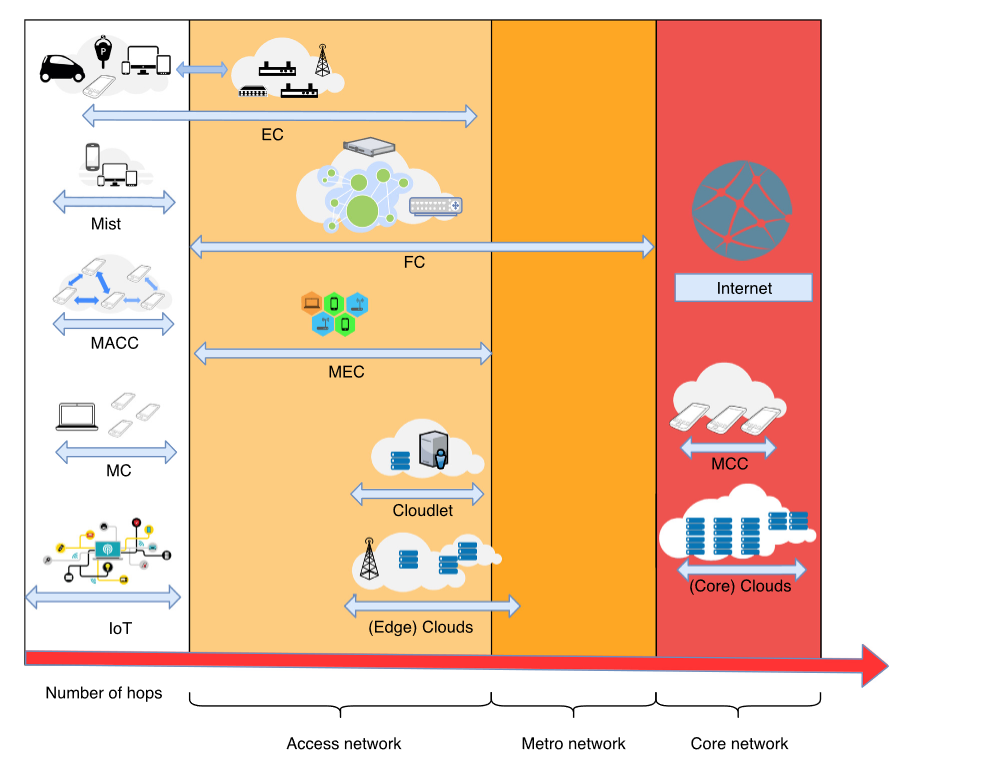 P
EC
Mist
FC
Internet
MACC
MEC
MC
MCC
Cloudlet
(Core) Clouds
IoT
(Edge) Clouds
Number of hops
Access network
Metro network
Core network